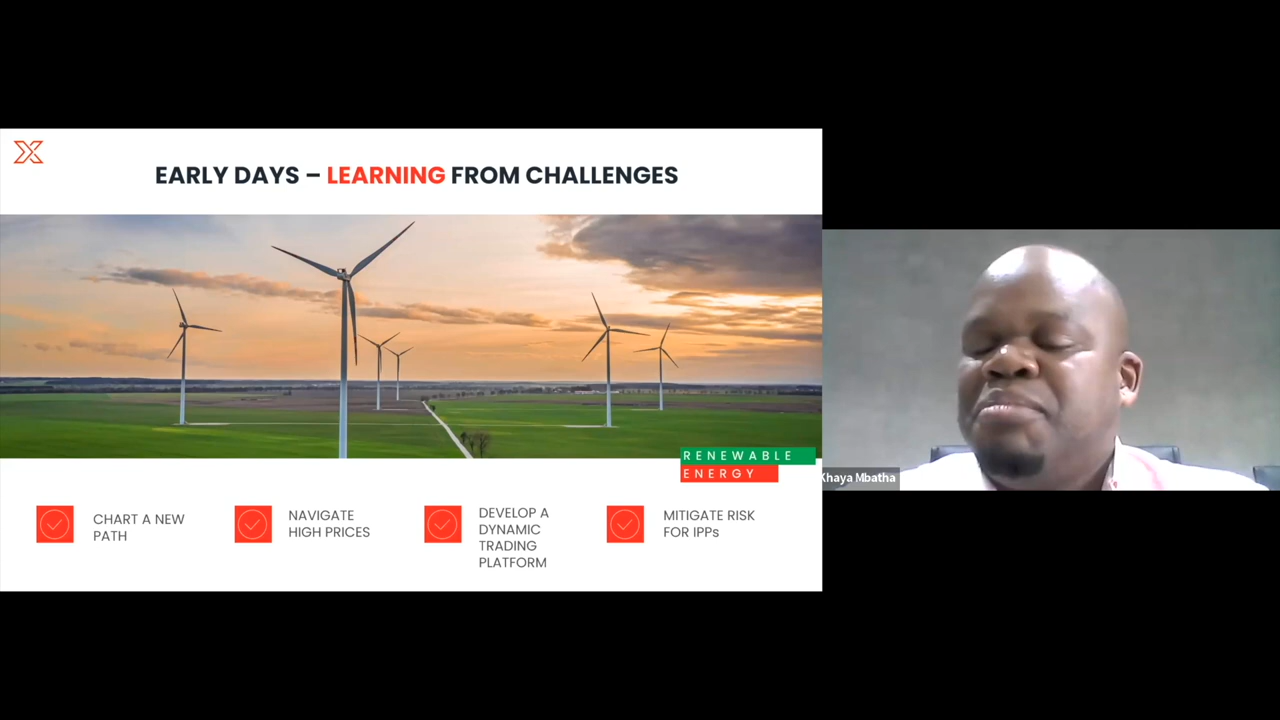 EARLY DAYS – LEARNING FROM CHALLENGES
RENEWABLE
ENERGY
CHART A NEW
PATH
NAVIGATE
HIGH PRICES
DEVELOP A
DYNAMIC
TRADING
PLATFORM
MITIGATE RISK
FOR IPPs
Khaya Mbatha